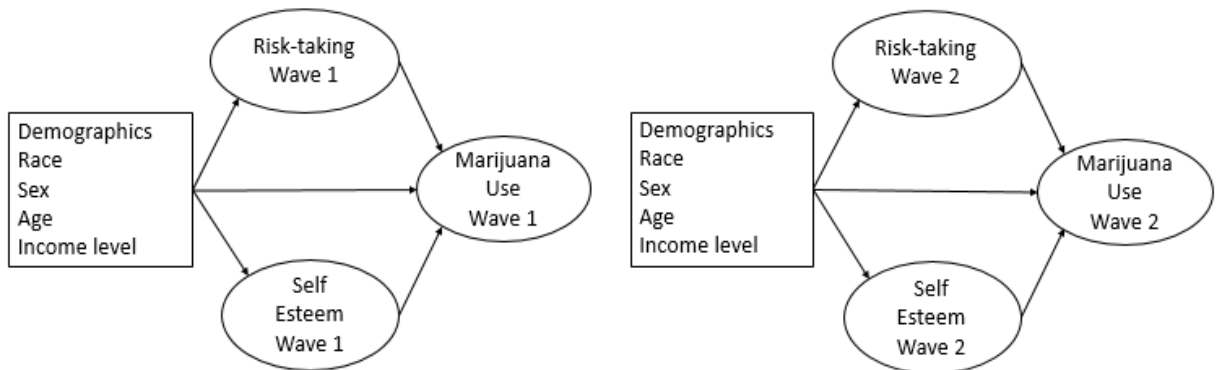 Risk-taking
Wave 1
Demographics
Race
Sex
Age
Income level
Marijuana
Use
Wave 1
Self
Esteem
Wave 1
Risk-taking
Wave 2
Demographics
Race
Sex
Age
Income level
Marijuana
Use
Wave 2
Self
Esteem
Wave 2